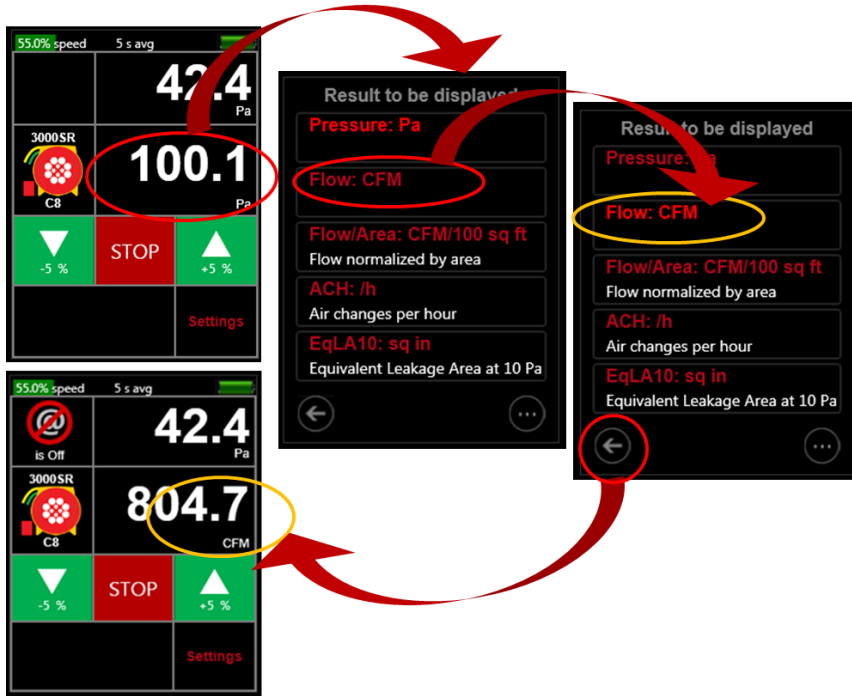 55.0% speed 5 s avg
42.4
Pa
3000SR
100.1
C8
Pa
-5 %
STOP
+5 %
Settings
Result to be displayed
Pressure: Pa
Flow: CFM
Flow/Area: CFM/100 sq ft
Flow normalized by area
ACH: /h
Air changes per hour
EqLA10: sq in
Equivalent Leakage Area at 10 Pa
Result to be displayed
Pressure: Pa
Flow: CFM
Flow/Area: CFM/100 sq ft
Flow normalized by area
ACH: /h
Air changes per hour
EqLA10: sq in
Equivalent Leakage Area at 10 Pa
55.0% speed 5 s avg
@
is Off
42.4
Pa
3000SR
804.7
C8
CFM
-5 %
STOP
+5 %
Settings